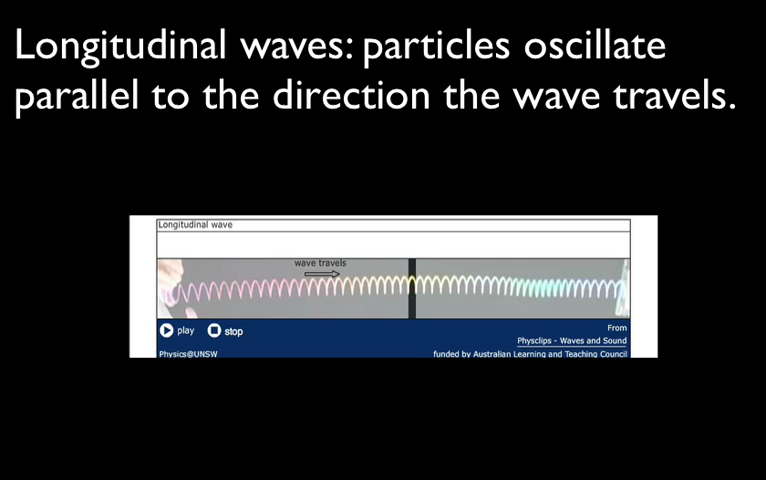 Longitudinal waves: particles oscillate
parallel to the direction the wave travels.
Longitudinal wave
wave travels
play stop
From
Physclips - Waves and Sound
Physics@UNSW
funded by Australian Learning and Teaching Council